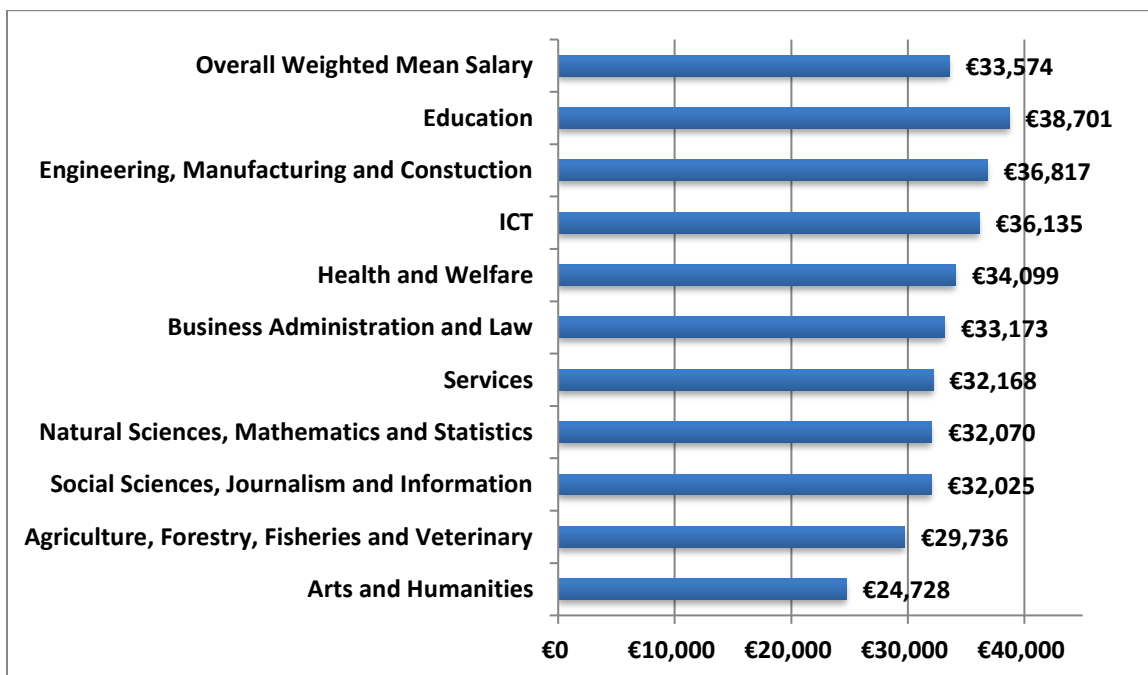 Overall Weighted Mean Salary €33,574
Education €38,701
Engineering, Manufacturing and Constuction €36,817
ICT €36,135
Health and Welfare €34,099
Business Administration and Law €33,173
Services €32,168
Natural Sciences, Mathematics and Statistics €32,070
Social Sciences, Journalism and Information €32,025
Agriculture, Forestry, Fisheries and Veterinary €29,736
Arts and Humanities €24,728
€0 €10,000 €20,000 €30,000 €40,000